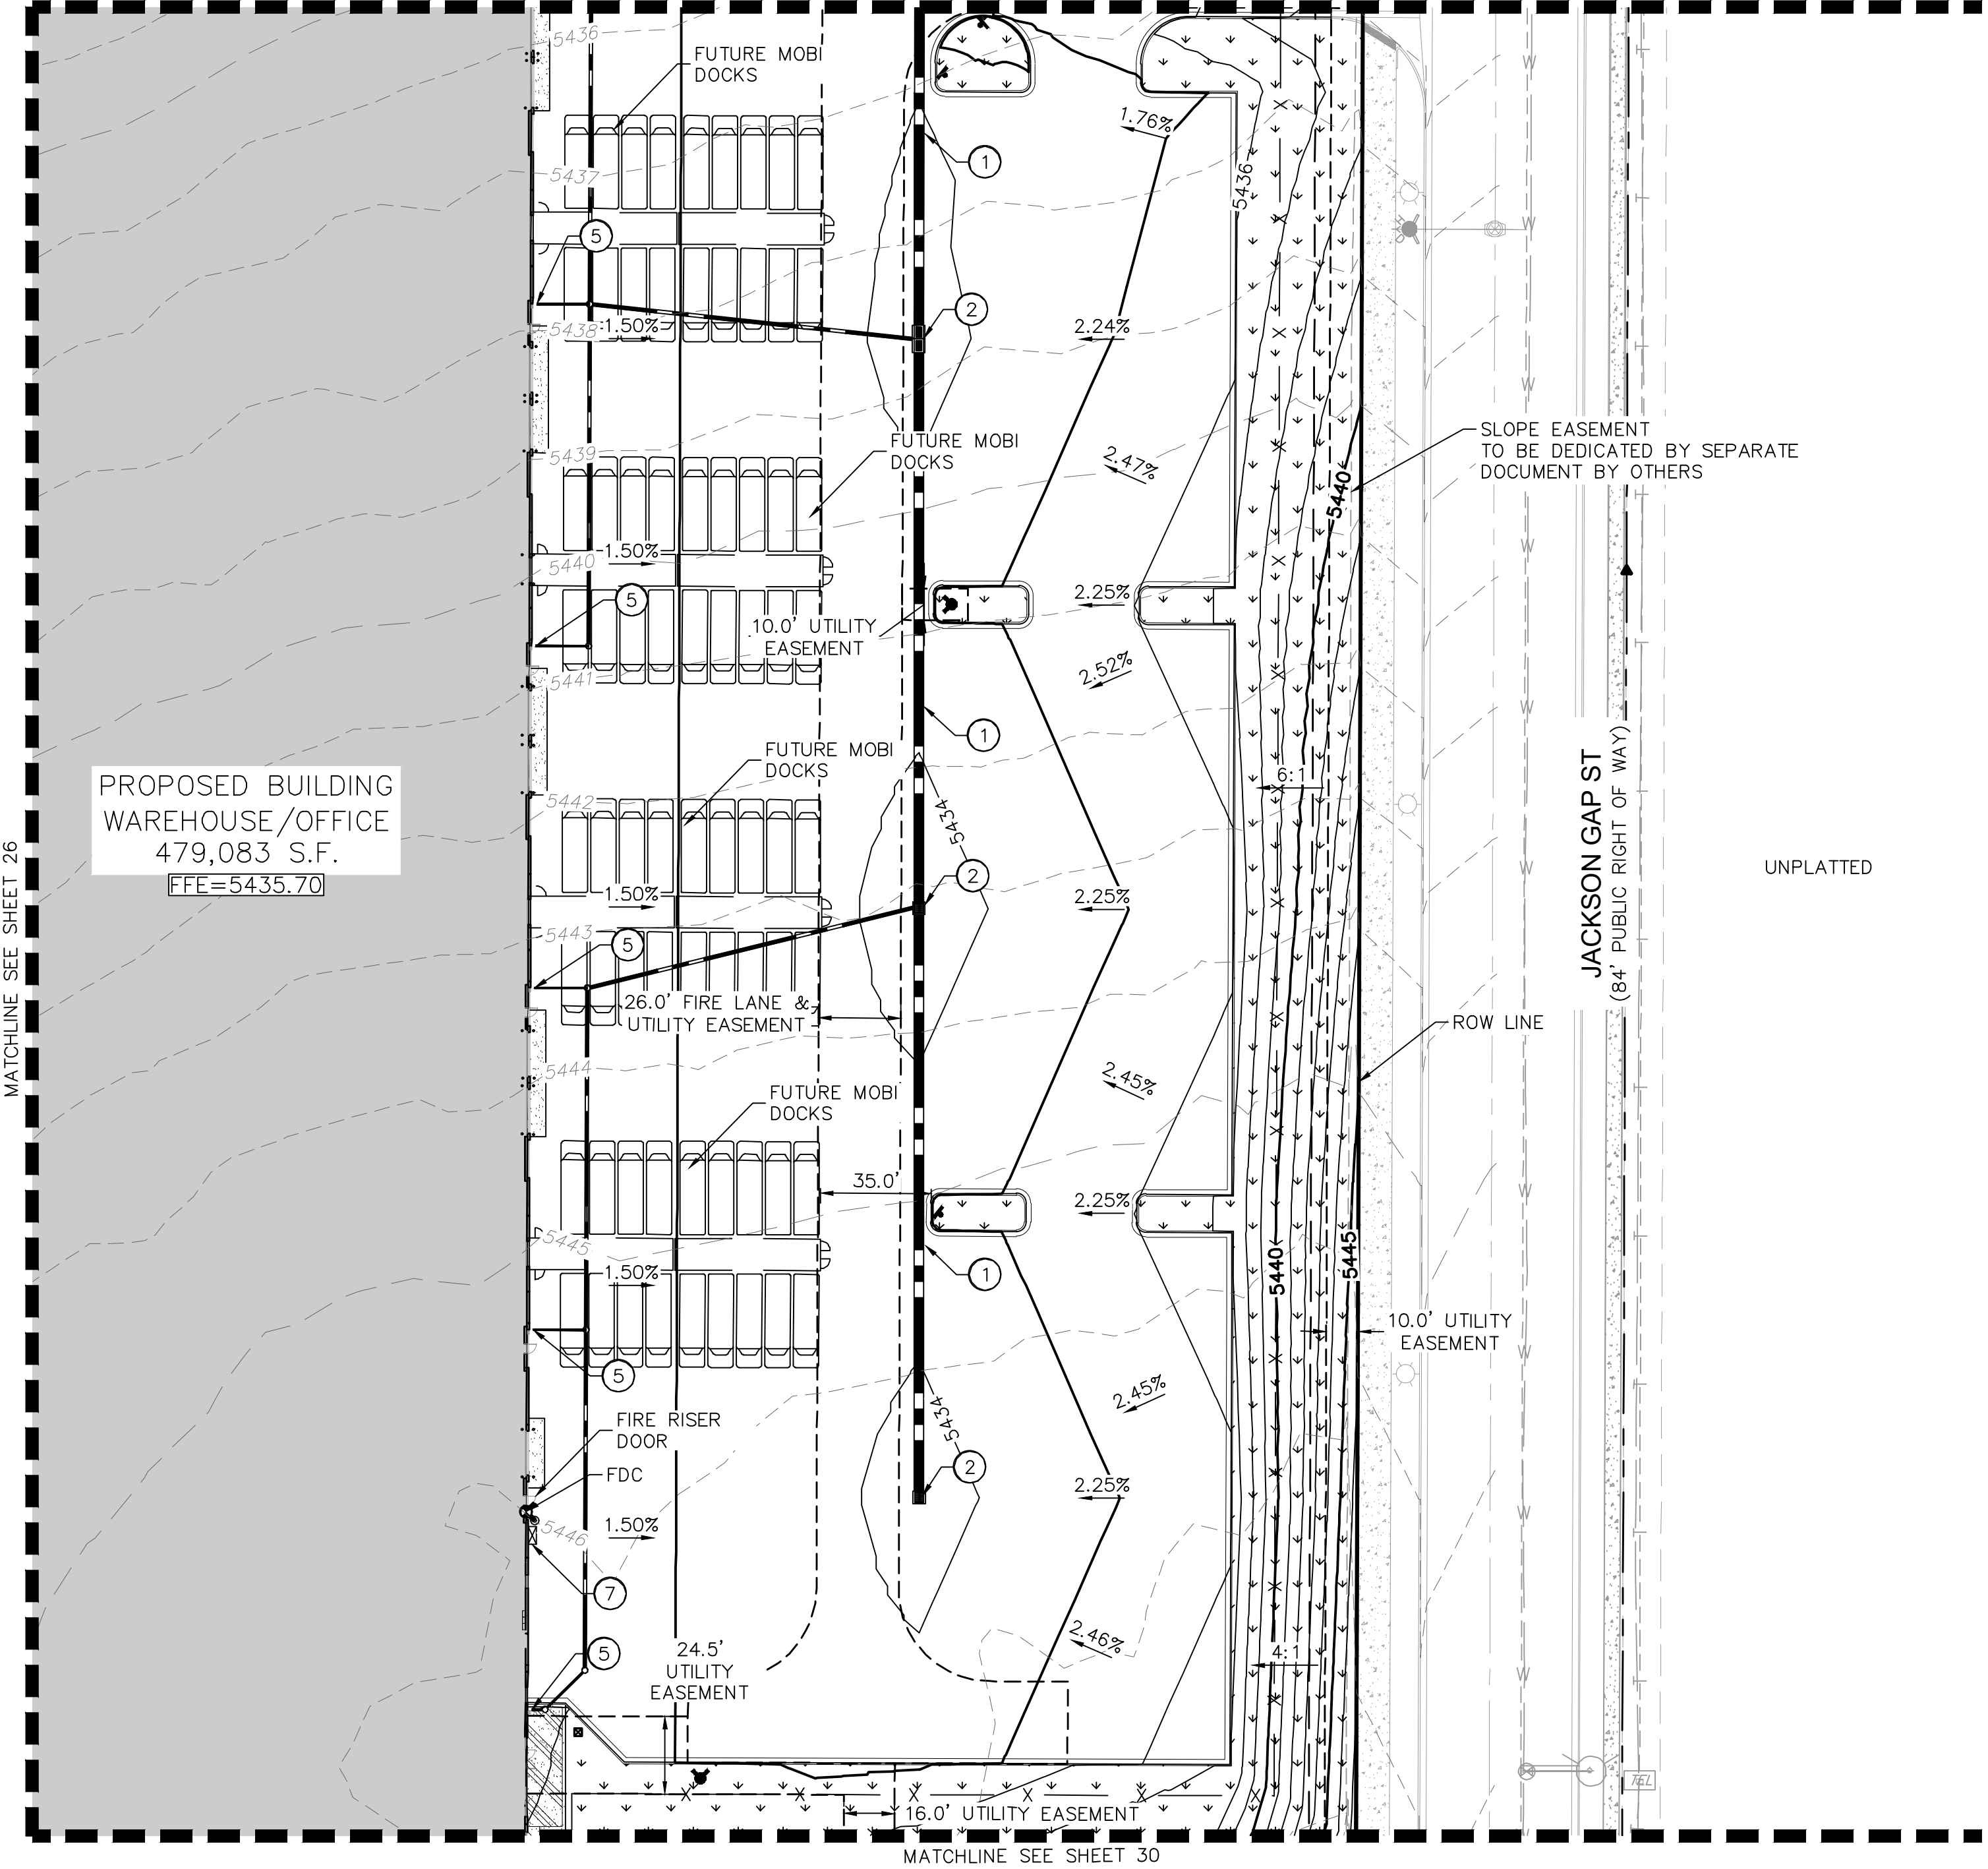 5436
FUTURE MOBI
DOCKS
1.76%
1
5437
5436
5
2
5438
1.50%
2.24%
SLOPE EASEMENT
TO BE DEDICATED BY SEPARATE
DOCUMENT BY OTHERS
FUTURE MOBI
DOCKS
5439
2.47%
5440
1.50%
5440
5
2.25%
10.0' UTILITY
EASEMENT
5441
2.52%
1
FUTURE MOBI
DOCKS
6:1
JACKSON GAP ST
(84' PUBLIC RIGHT OF WAY)
PROPOSED BUILDING
WAREHOUSE/OFFICE
479,083 S.F.
FFE=5435.70
5442
5434
MATCHLINE SEE SHEET 26
UNPLATTED
1.50%
2
2.25%
5443
5
26.0' FIRE LANE &
UTILITY EASEMENT
ROW LINE
5444
2.45%
FUTURE MOBI
DOCKS
35.0'
2.25%
5445
1.50%
1
5440
5445
10.0' UTILITY
EASEMENT
5
2.45%
5434
FIRE RISER
DOOR
FDC
2
2.25%
5446
1.50%
7
2.46%
5
24.5'
UTILITY
EASEMENT
4:1
TEL
16.0' UTILITY EASEMENT
MATCHLINE SEE SHEET 30